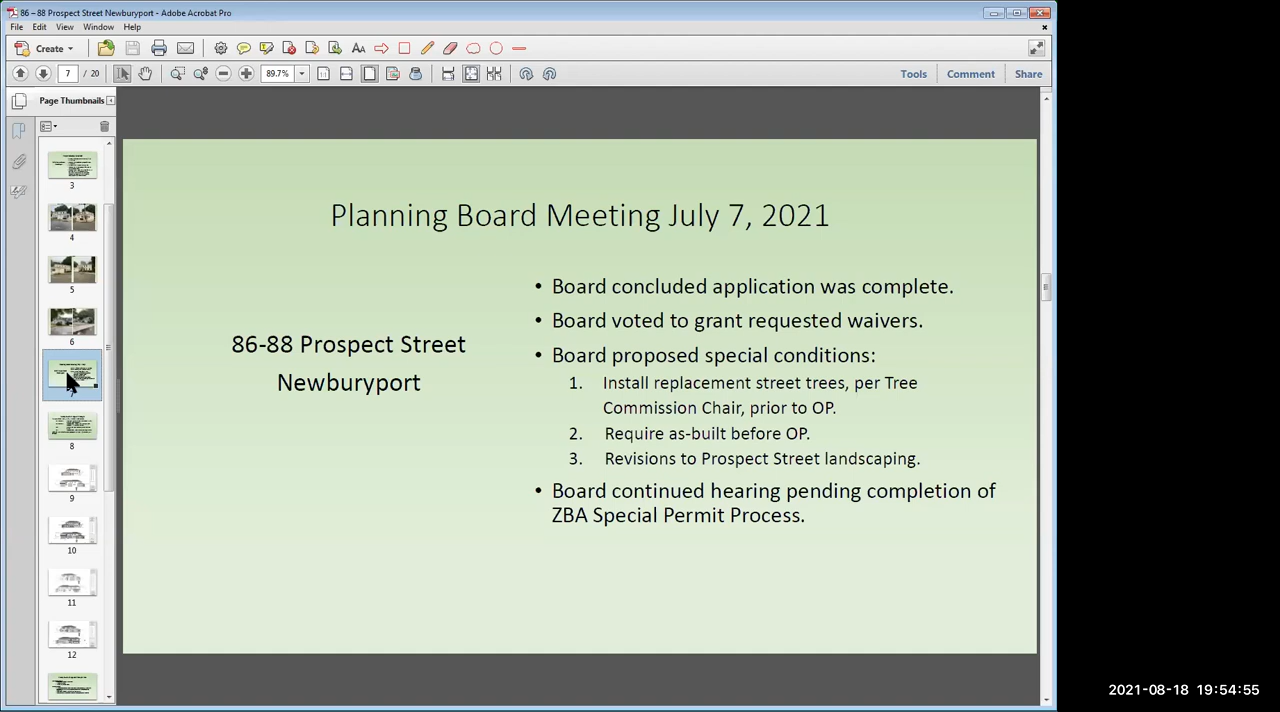 86 – 88 Prospect Street Newburyport - Adobe Acrobat Pro
File Edit View Window Help
Create
7 / 20 89.7% Tools Comment Share
Page Thumbnails
3
4
5
6
7
8
9
10
11
12
Planning Board Meeting July 7, 2021
86-88 Prospect Street
Newburyport
• Board concluded application was complete.
• Board voted to grant requested waivers.
• Board proposed special conditions:
1. Install replacement street trees, per Tree
Commission Chair, prior to OP.
2. Require as-built before OP.
3. Revisions to Prospect Street landscaping.
• Board continued hearing pending completion of
ZBA Special Permit Process.
2021-08-18 19:54:55